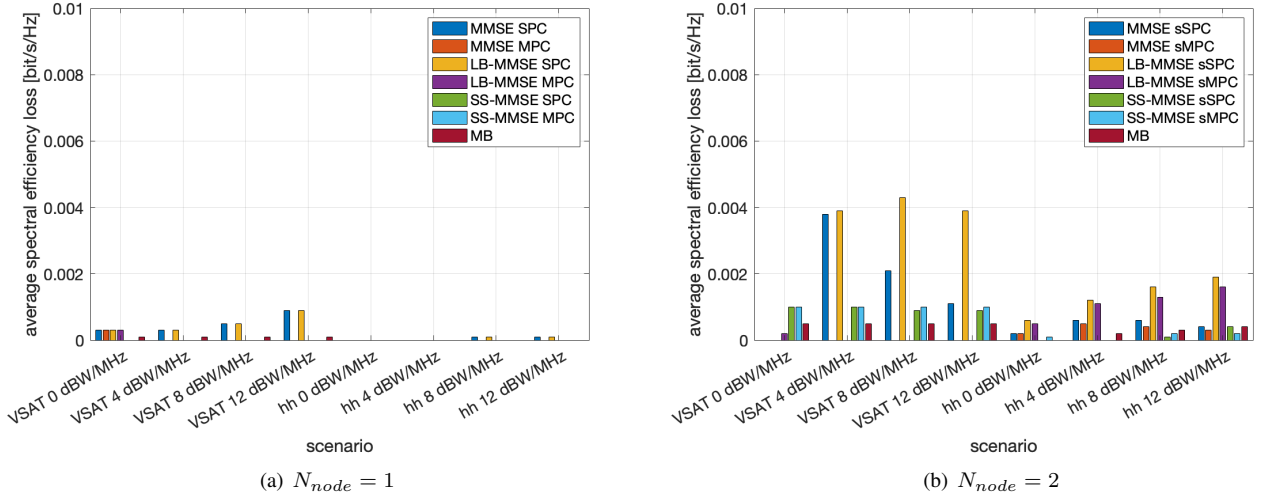 average spectral efficiency loss [bit/s/Hz]
0.01
0.008
0.006
0.004
0.002
0
MMSE SPC
MMSE MPC
LB-MMSE SPC
LB-MMSE MPC
SS-MMSE SPC
SS-MMSE MPC
MB
VSAT 0 dBW/MHz
VSAT 4 dBW/MHz
VSAT 8 dBW/MHz
VSAT 12 dBW/MHz
hh 0 dBW/MHz
hh 4 dBW/MHz
hh 8 dBW/MHz
hh 12 dBW/MHz
scenario
(a) N_{node} = 1
average spectral efficiency loss [bit/s/Hz]
0.01
0.008
0.006
0.004
0.002
0
MMSE sSPC
MMSE sMPC
LB-MMSE sSPC
LB-MMSE sMPC
SS-MMSE sSPC
SS-MMSE sMPC
MB
VSAT 0 dBW/MHz
VSAT 4 dBW/MHz
VSAT 8 dBW/MHz
VSAT 12 dBW/MHz
hh 0 dBW/MHz
hh 4 dBW/MHz
hh 8 dBW/MHz
hh 12 dBW/MHz
scenario
(b) N_{node} = 2